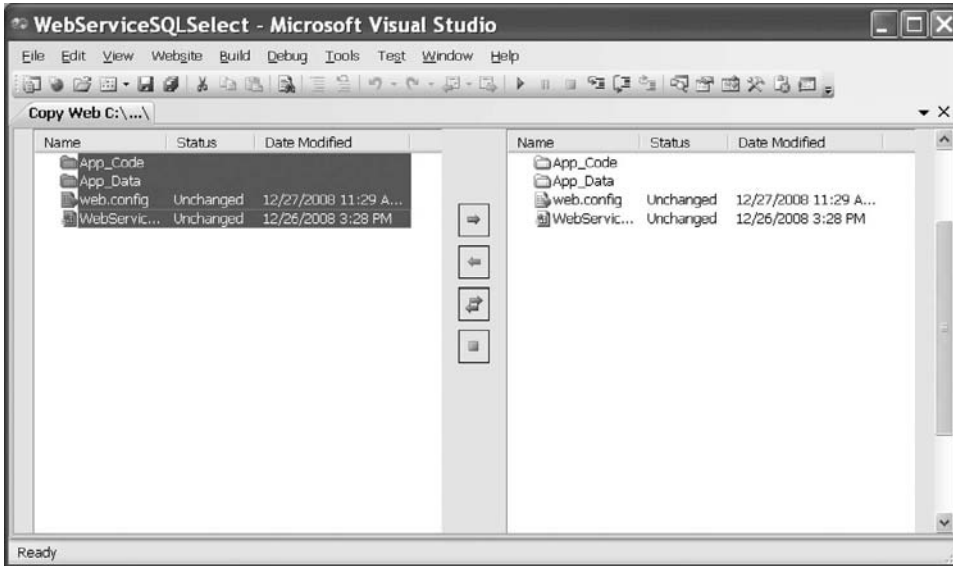 WebServiceSQLSelect - Microsoft Visual Studio
File Edit View Website Build Debug Tools Test Window Help
Copy Web C:\...\
Name Status Date Modified
App_Code
App_Data
web.config Unchanged 12/27/2008 11:29 A...
WebServic... Unchanged 12/26/2008 3:28 PM
Name Status Date Modified
App_Code
App_Data
web.config Unchanged 12/27/2008 11:29 A...
WebServic... Unchanged 12/26/2008 3:28 PM
Ready